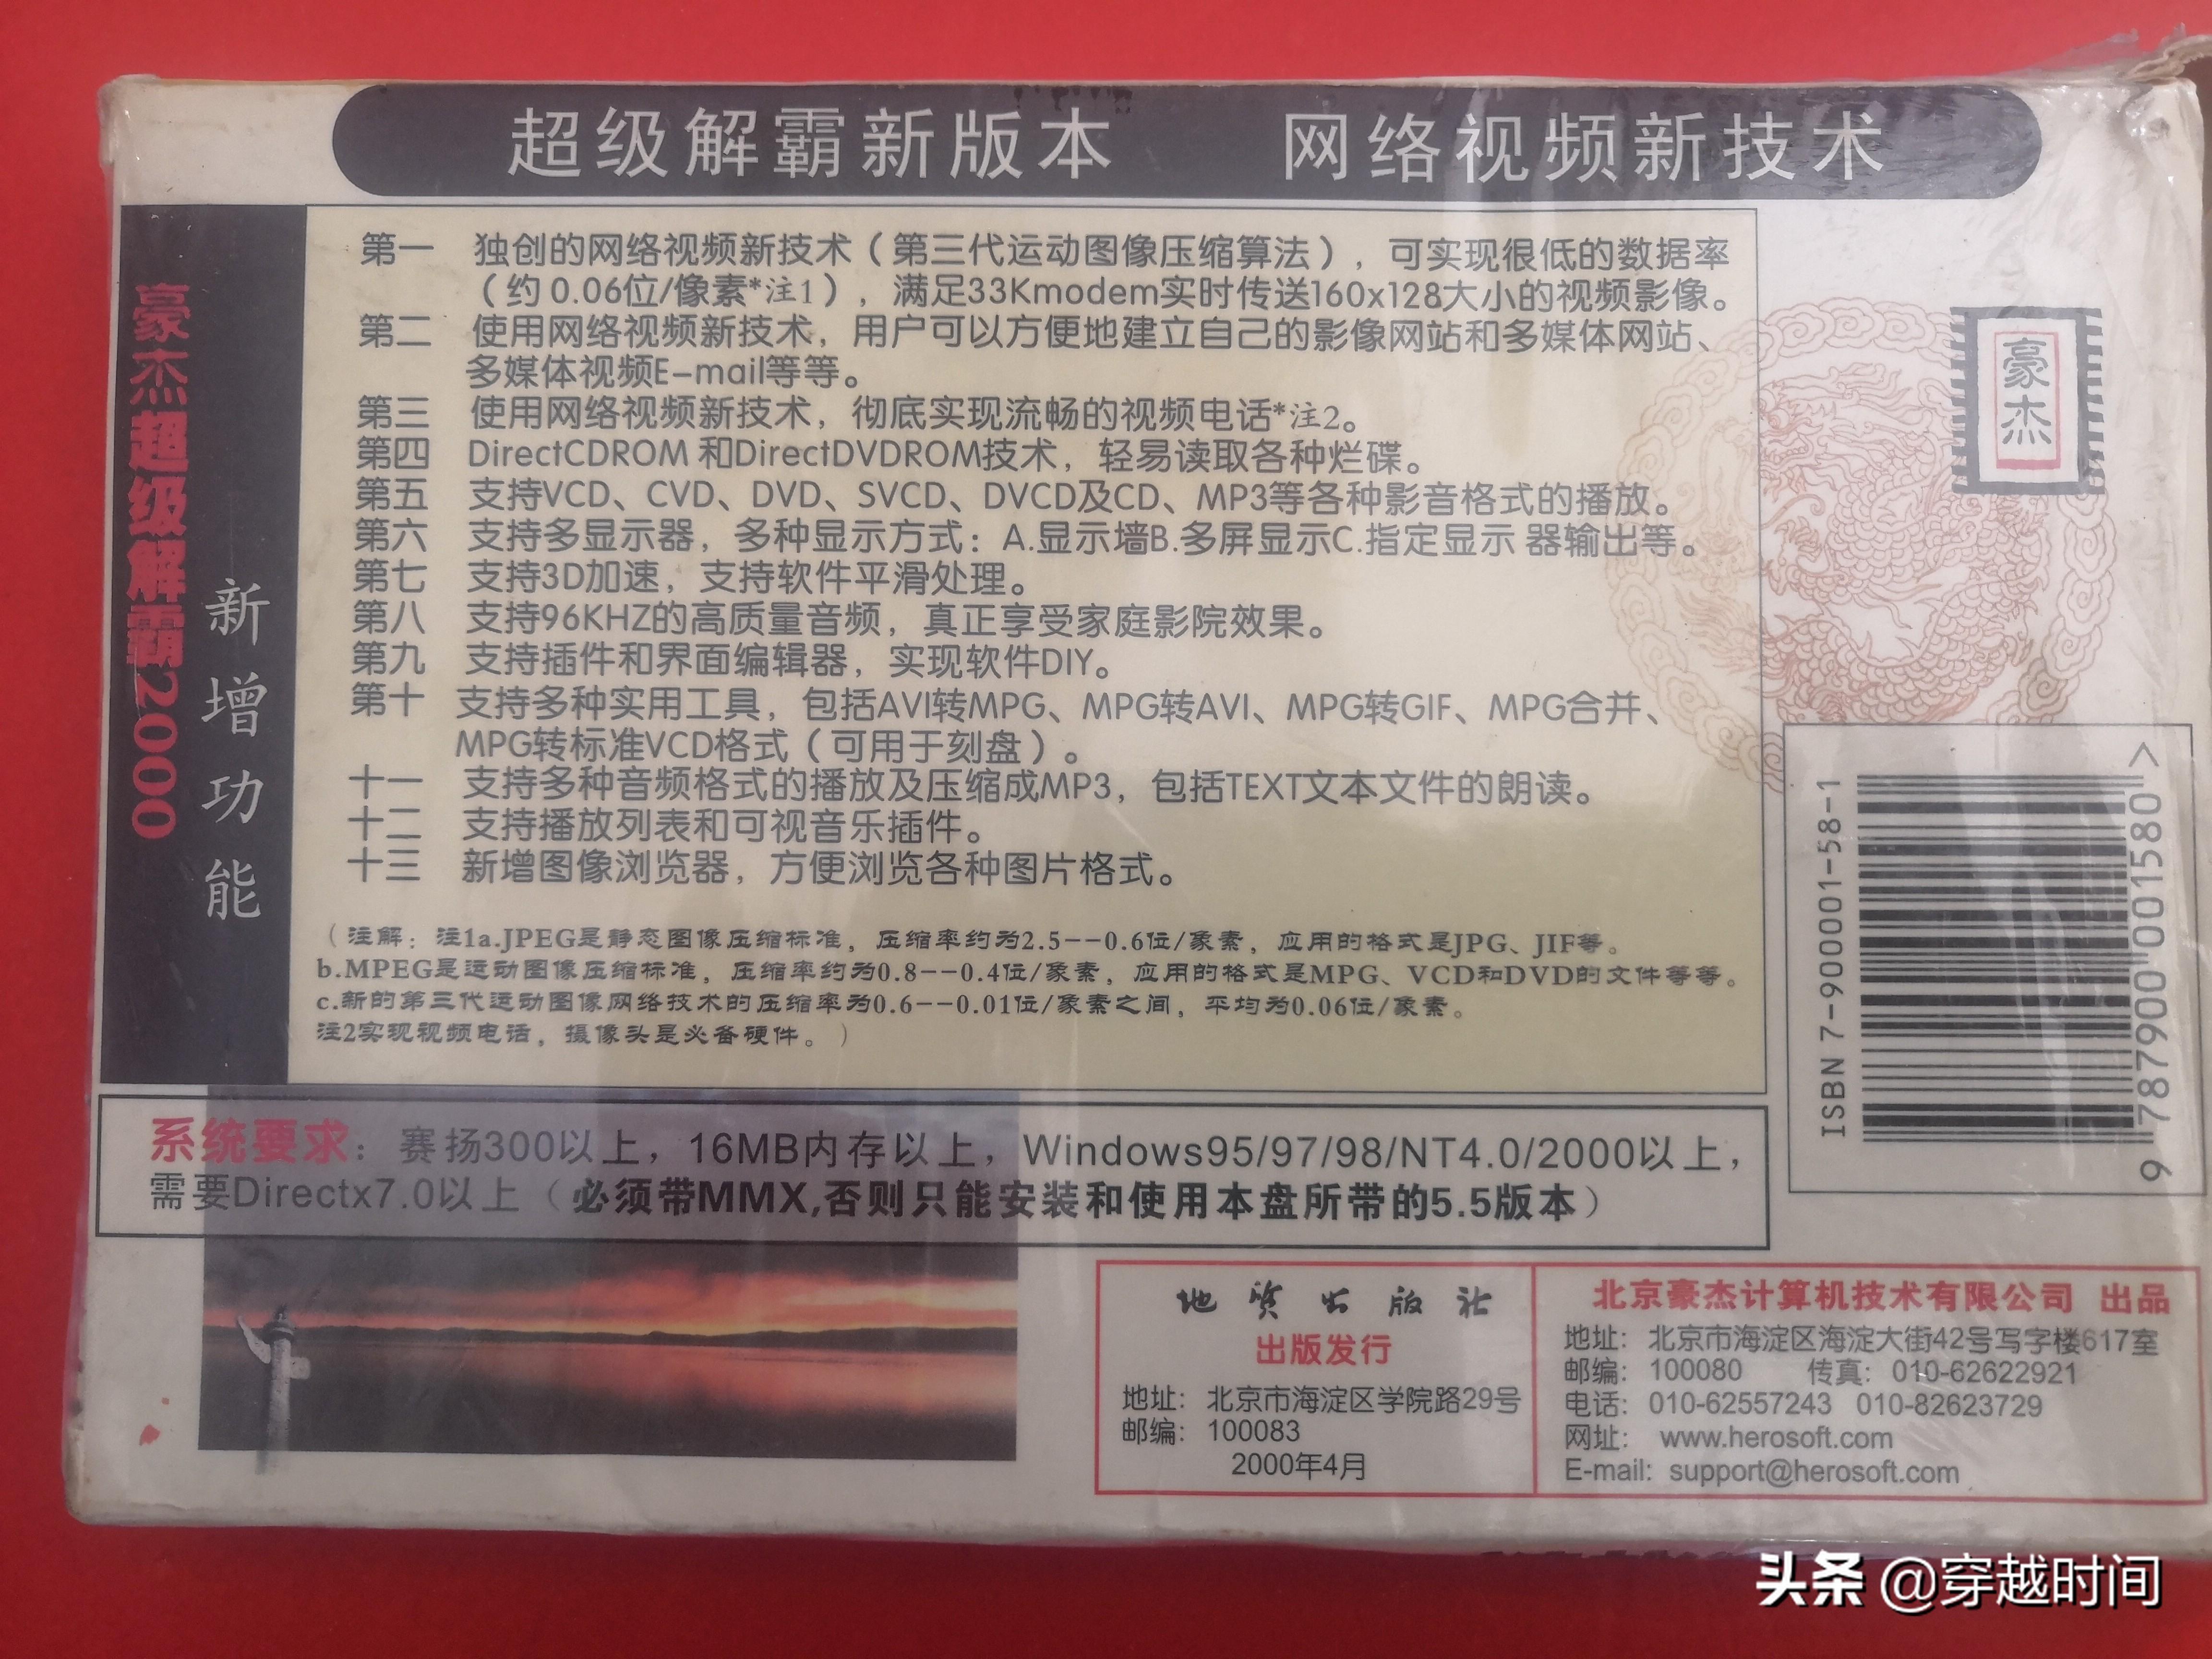 超级解霸新版本 网络视频新技术
豪杰超级解霸2000
新增功能
第一 独创的网络视频新技术（第三代运动图像压缩算法），可实现很低的数据率
（约 0.06位/像素*注1），满足33Kmodem实时传送160x128大小的视频影像。
第二 使用网络视频新技术，用户可以方便地建立自己的影像网站和多媒体网站、
多媒体视频E-mail等等。
第三 使用网络视频新技术，彻底实现流畅的视频电话*注2。
第四 DirectCDROM 和DirectDVDROM技术，轻易读取各种烂碟。
第五 支持VCD、CVD、DVD、SVCD、DVCD及CD、MP3等各种影音格式的播放。
第六 支持多显示器，多种显示方式：A.显示墙B.多屏显示C.指定显示 器输出等。
第七 支持3D加速，支持软件平滑处理。
第八 支持96KHZ的高质量音频，真正享受家庭影院效果。
第九 支持插件和界面编辑器，实现软件DIY。
第十 支持多种实用工具，包括AVI转MPG、MPG转AVI、MPG转GIF、MPG合并、
MPG转标准VCD格式（可用于刻盘）。
十一 支持多种音频格式的播放及压缩成MP3，包括TEXT文本文件的朗读。
十二 支持播放列表和可视音乐插件。
十三 新增图像浏览器，方便浏览各种图片格式。
（注解：注1a.JPEG是静态图像压缩标准，压缩率约为2.5--0.6位/象素，应用的格式是JPG、JIF等。
b.MPEG是运动图像压缩标准，压缩率约为0.8--0.4位/象素，应用的格式是MPG、VCD和DVD的文件等等。
c.新的第三代运动图像网络技术的压缩率为0.6--0.01位/象素之间，平均为0.06位/象素。
注2实现视频电话，摄像头是必备硬件。）
豪杰
ISBN 7-900001-58-1
9 787900 001580 >
系统要求：赛扬300以上，16MB内存以上，Windows95/97/98/NT4.0/2000以上，
需要Directx7.0以上（必须带MMX,否则只能安装和使用本盘所带的5.5版本）
地质出版社
出版发行
地址：北京市海淀区学院路29号
邮编：100083
2000年4月
北京豪杰计算机技术有限公司 出品
地址：北京市海淀区海淀大街42号写字楼617室
邮编：100080 传真：010-62622921
电话：010-62557243 010-82623729
网址： www.herosoft.com
E-mail: support@herosoft.com
头条 @穿越时间